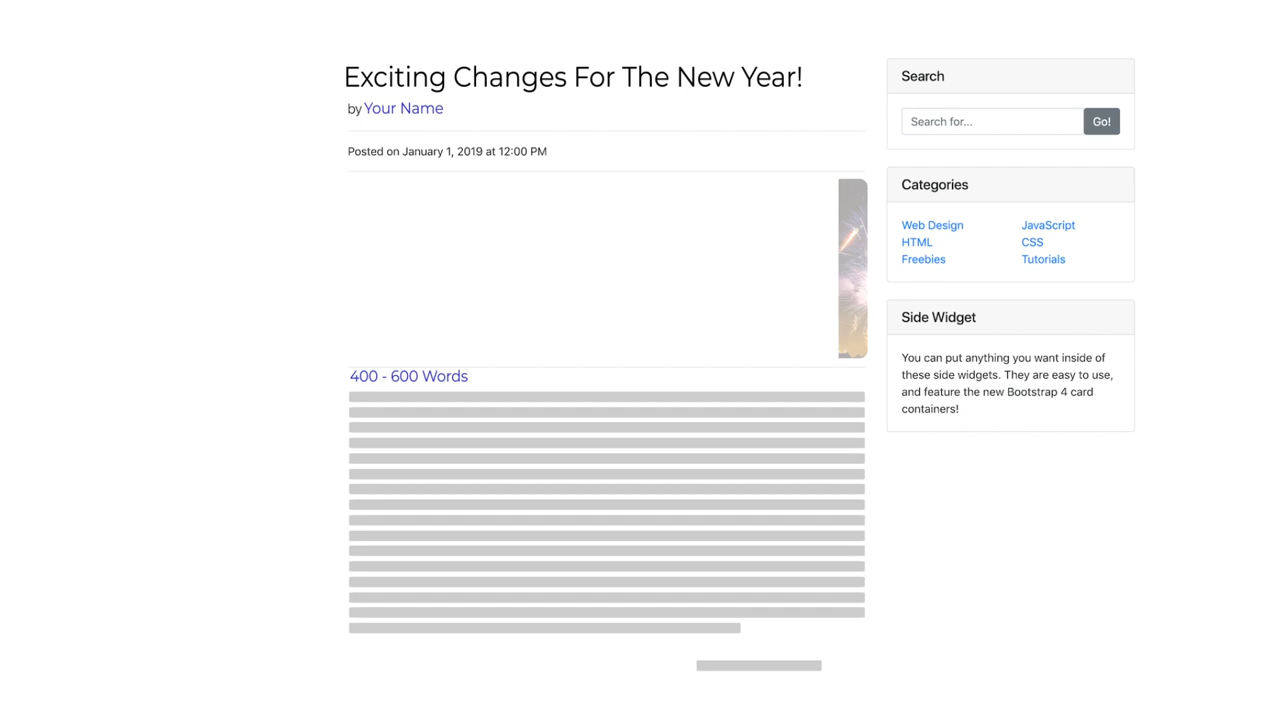 Exciting Changes For The New Year!
by Your Name
Posted on January 1, 2019 at 12:00 PM
400 - 600 Words
Search
Search for...
Go!
Categories
Web Design
JavaScript
HTML
CSS
Freebies
Tutorials
Side Widget
You can put anything you want inside of
these side widgets. They are easy to use,
and feature the new Bootstrap 4 card
containers!